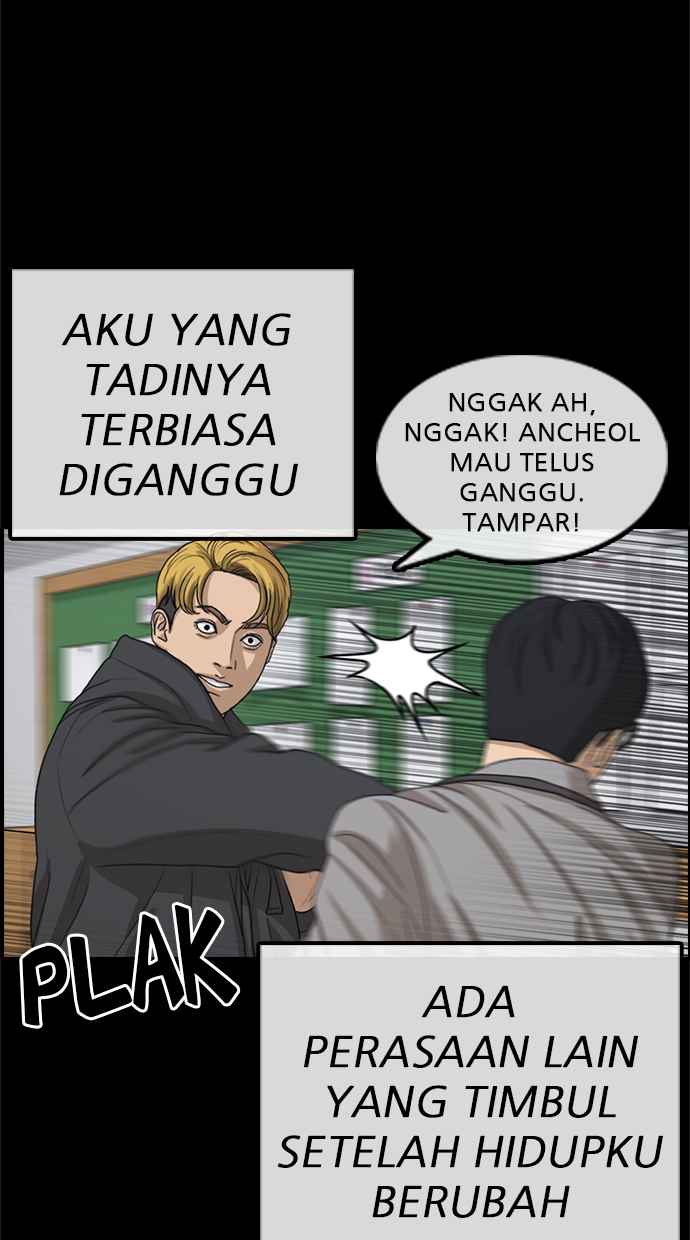 AKU YANG
TADINYA
TERBIASA
DIGANGGU
NGGAK AH,
NGGAK! ANCHEOL
MAU TELUS
GANGGU.
TAMPAR!
PLAK
ADA
PERASAAN LAIN
YANG TIMBUL
SETELAH HIDUPKU
BERUBAH